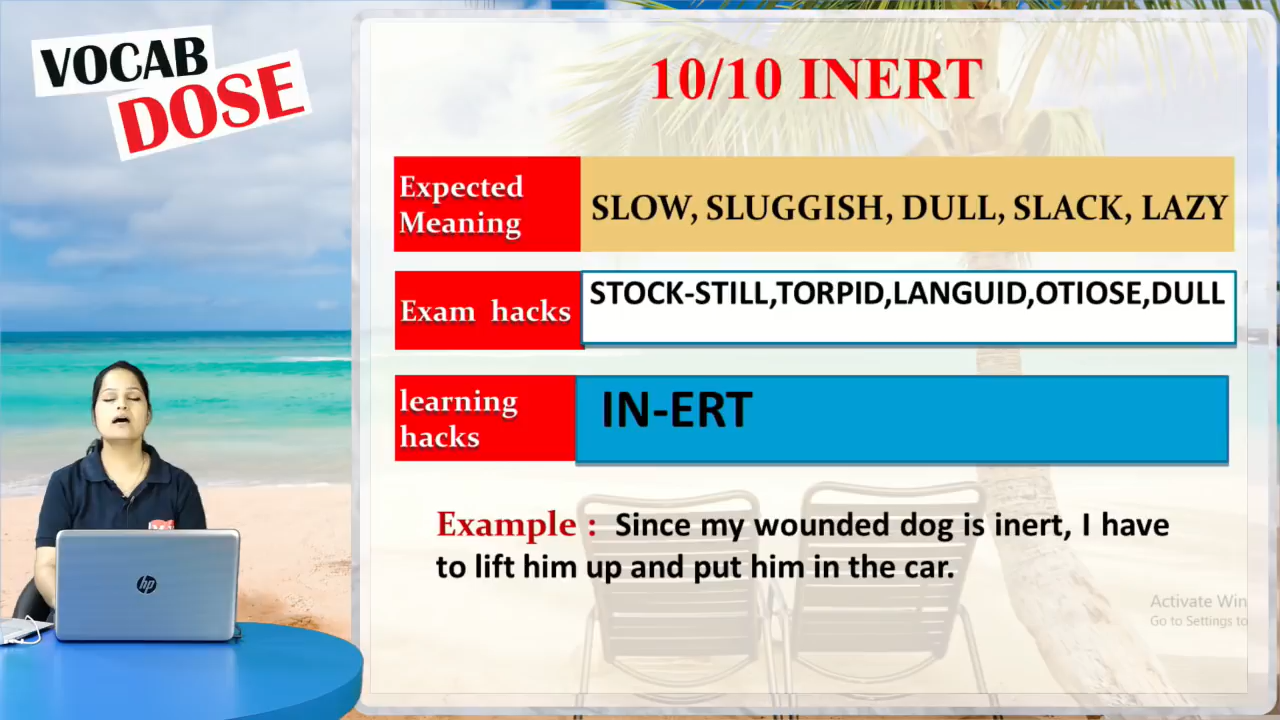 VOCAB
DOSE
10/10 INERT
Expected
Meaning
SLOW, SLUGGISH, DULL, SLACK, LAZY
Exam hacks
STOCK-STILL,TORPID,LANGUID,OTIOSE,DULL
learning
hacks
IN-ERT
Example : Since my wounded dog is inert, I have
to lift him up and put him in the car.
Activate Win
Go to Settings to
hp